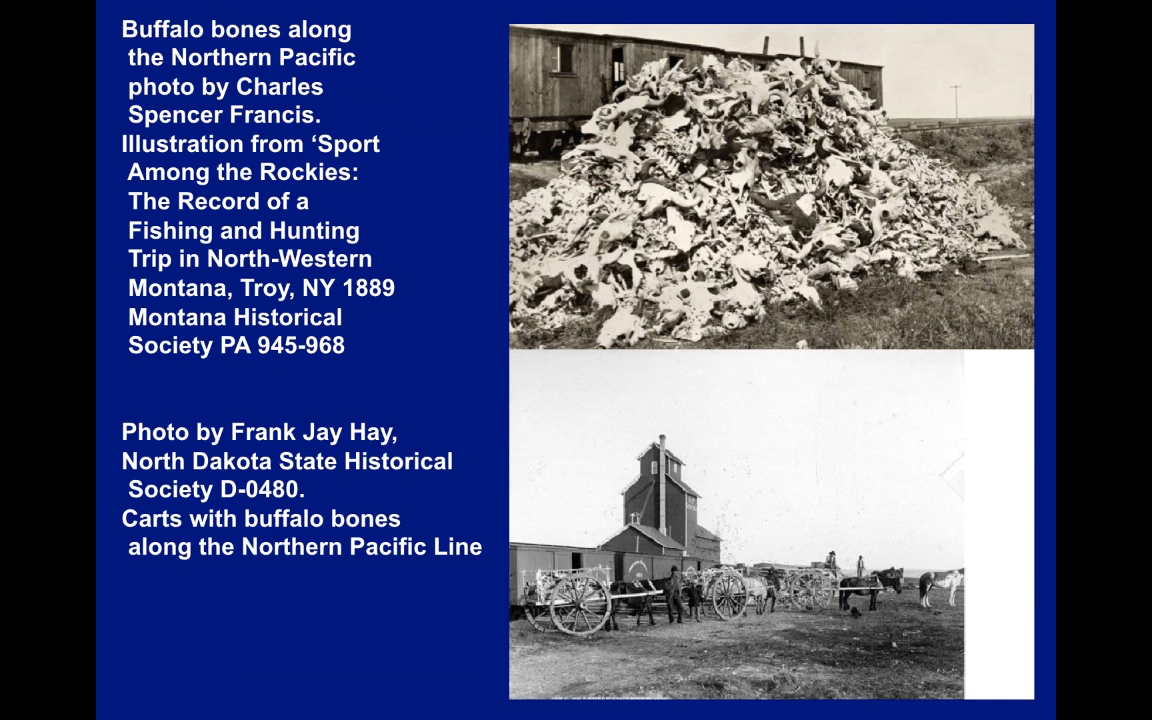 Buffalo bones along
the Northern Pacific
photo by Charles
Spencer Francis.
Illustration from ‘Sport
Among the Rockies:
The Record of a
Fishing and Hunting
Trip in North-Western
Montana, Troy, NY 1889
Montana Historical
Society PA 945-968
Photo by Frank Jay Hay,
North Dakota State Historical
Society D-0480.
Carts with buffalo bones
along the Northern Pacific Line